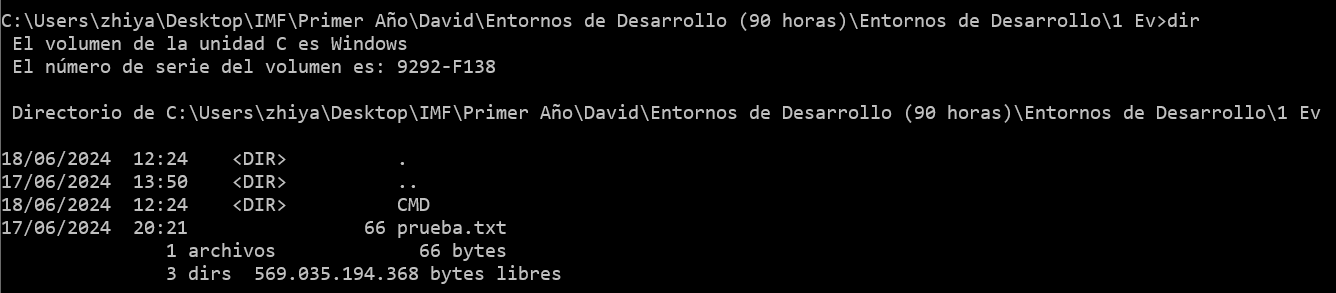 C:\Users\zhiya\Desktop\IMF\Primer Año\David\Entornos de Desarrollo (90 horas)\Entornos de Desarrollo\1 Ev>dir
 El volumen de la unidad C es Windows
 El número de serie del volumen es: 9292-F138

 Directorio de C:\Users\zhiya\Desktop\IMF\Primer Año\David\Entornos de Desarrollo (90 horas)\Entornos de Desarrollo\1 Ev

18/06/2024  12:24    <DIR>          .
17/06/2024  13:50    <DIR>          ..
18/06/2024  12:24    <DIR>          CMD
17/06/2024  20:21                66 prueba.txt
               1 archivos             66 bytes
               3 dirs  569.035.194.368 bytes libres